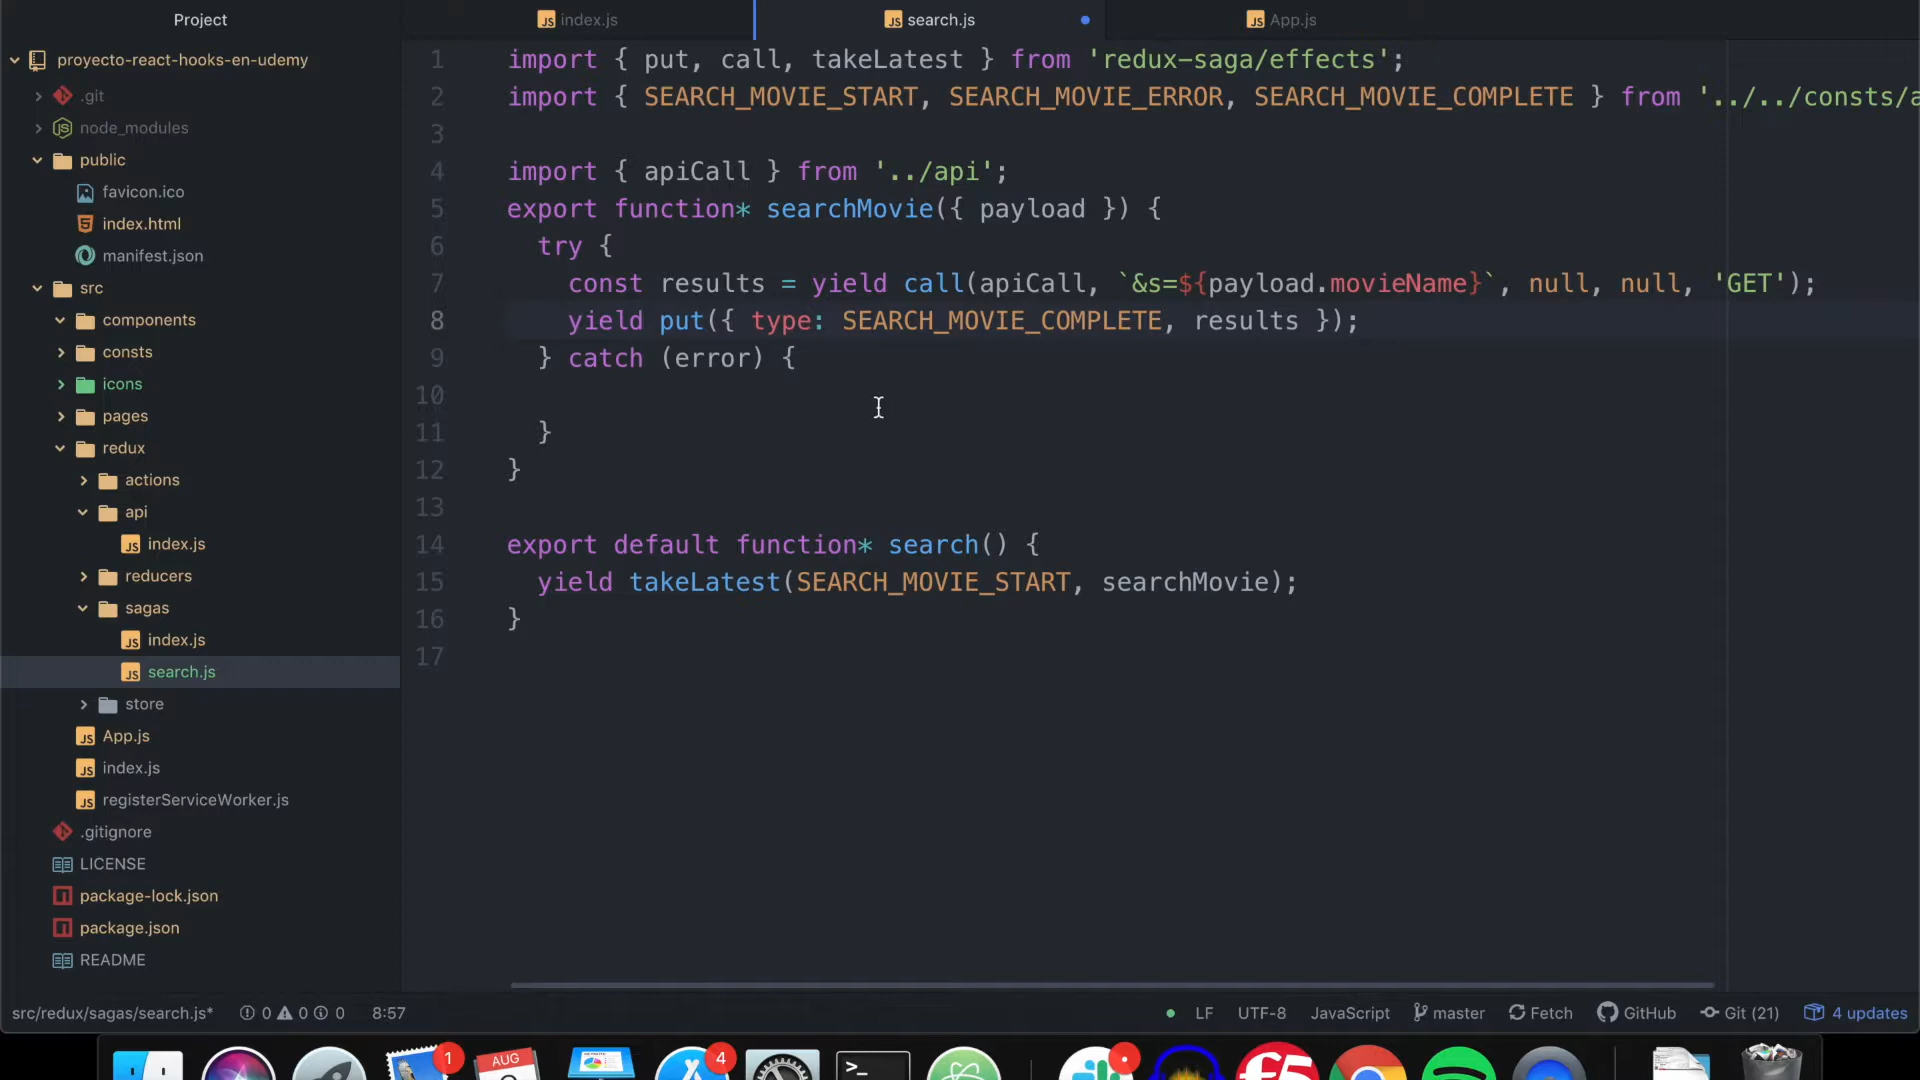 Project
index.js
search.js
App.js
proyecto-react-hooks-en-udemy
.git
node_modules
public
favicon.ico
index.html
manifest.json
src
components
consts
icons
pages
redux
actions
api
index.js
reducers
sagas
index.js
search.js
store
App.js
index.js
registerServiceWorker.js
.gitignore
LICENSE
package-lock.json
package.json
README
1 import { put, call, takeLatest } from 'redux-saga/effects';
2 import { SEARCH_MOVIE_START, SEARCH_MOVIE_ERROR, SEARCH_MOVIE_COMPLETE } from '../../consts/a
3
4 import { apiCall } from '../api';
5 export function* searchMovie({ payload }) {
6 try {
7 const results = yield call(apiCall, `&s=${payload.movieName}`, null, null, 'GET');
8 yield put({ type: SEARCH_MOVIE_COMPLETE, results });
9 } catch (error) {
10
11 }
12 }
13
14 export default function* search() {
15 yield takeLatest(SEARCH_MOVIE_START, searchMovie);
16 }
17
src/redux/sagas/search.js* 0 0 0 8:57 LF UTF-8 JavaScript master Fetch GitHub Git (21) 4 updates
1
AUG
4
>_